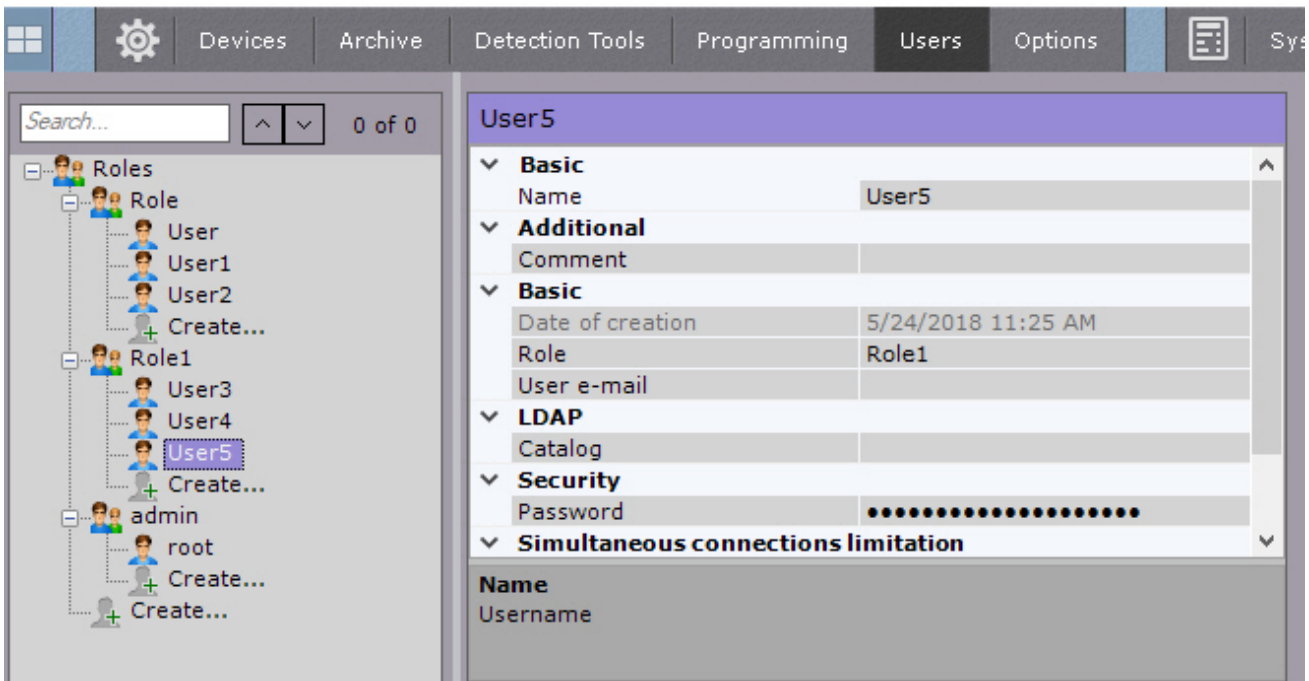 Devices Archive Detection Tools Programming Users Options Sys
Search... 0 of 0
Roles
Role
User
User1
User2
Create...
Role1
User3
User4
User5
Create...
admin
root
Create...
Create...
User5
Basic
Name User5
Additional
Comment
Basic
Date of creation 5/24/2018 11:25 AM
Role Role1
User e-mail
LDAP
Catalog
Security
Password ●●●●●●●●●●●●●●●●●●●●
Simultaneous connections limitation
Name
Username